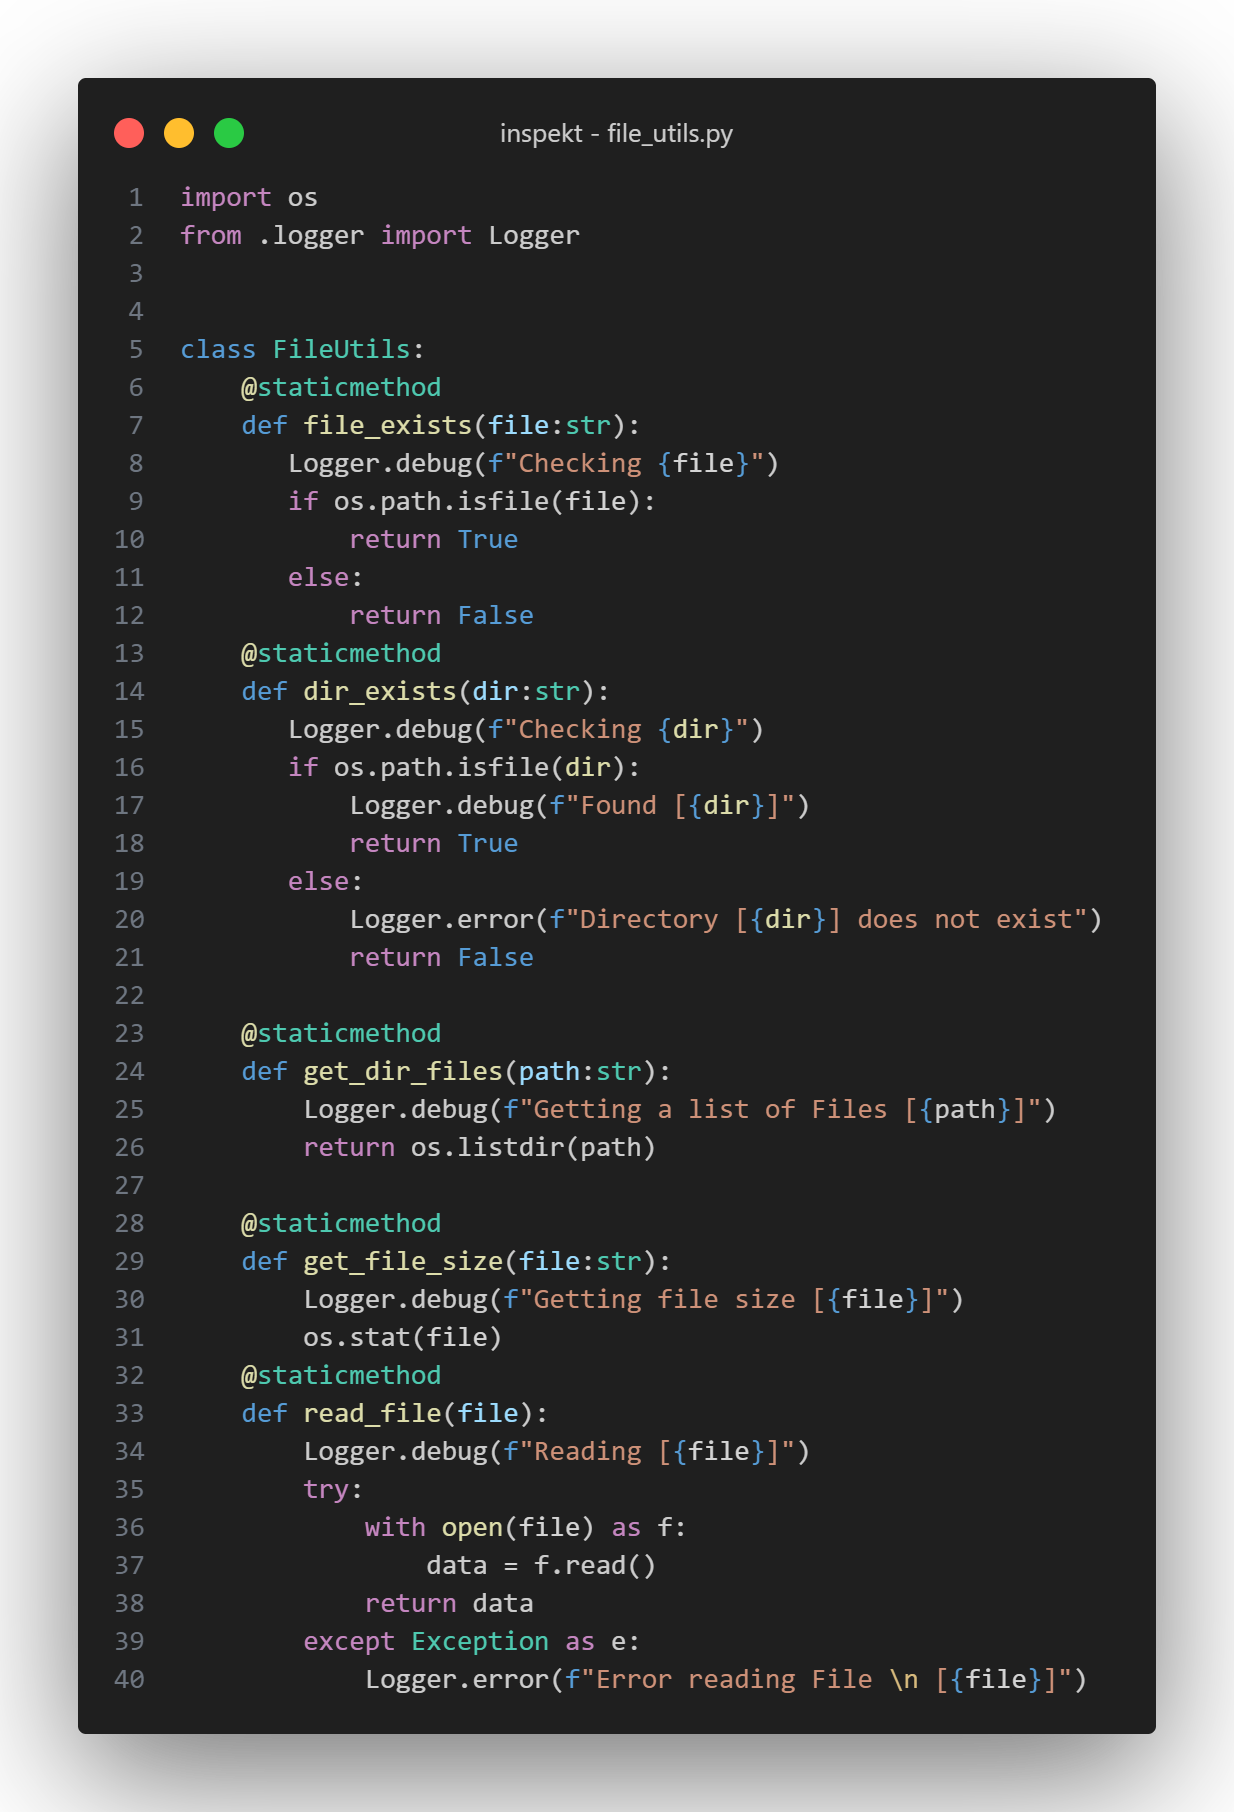 inspekt - file_utils.py
1 import os
2 from .logger import Logger
3
4
5 class FileUtils:
6     @staticmethod
7     def file_exists(file:str):
8        Logger.debug(f"Checking {file}")
9        if os.path.isfile(file):
10            return True
11        else:
12            return False
13     @staticmethod
14     def dir_exists(dir:str):
15        Logger.debug(f"Checking {dir}")
16        if os.path.isfile(dir):
17            Logger.debug(f"Found [{dir}]")
18            return True
19        else:
20            Logger.error(f"Directory [{dir}] does not exist")
21            return False
22
23     @staticmethod
24     def get_dir_files(path:str):
25         Logger.debug(f"Getting a list of Files [{path}]")
26         return os.listdir(path)
27
28     @staticmethod
29     def get_file_size(file:str):
30         Logger.debug(f"Getting file size [{file}]")
31         os.stat(file)
32     @staticmethod
33     def read_file(file):
34         Logger.debug(f"Reading [{file}]")
35         try:
36             with open(file) as f:
37                 data = f.read()
38             return data
39         except Exception as e:
40             Logger.error(f"Error reading File \n [{file}]")